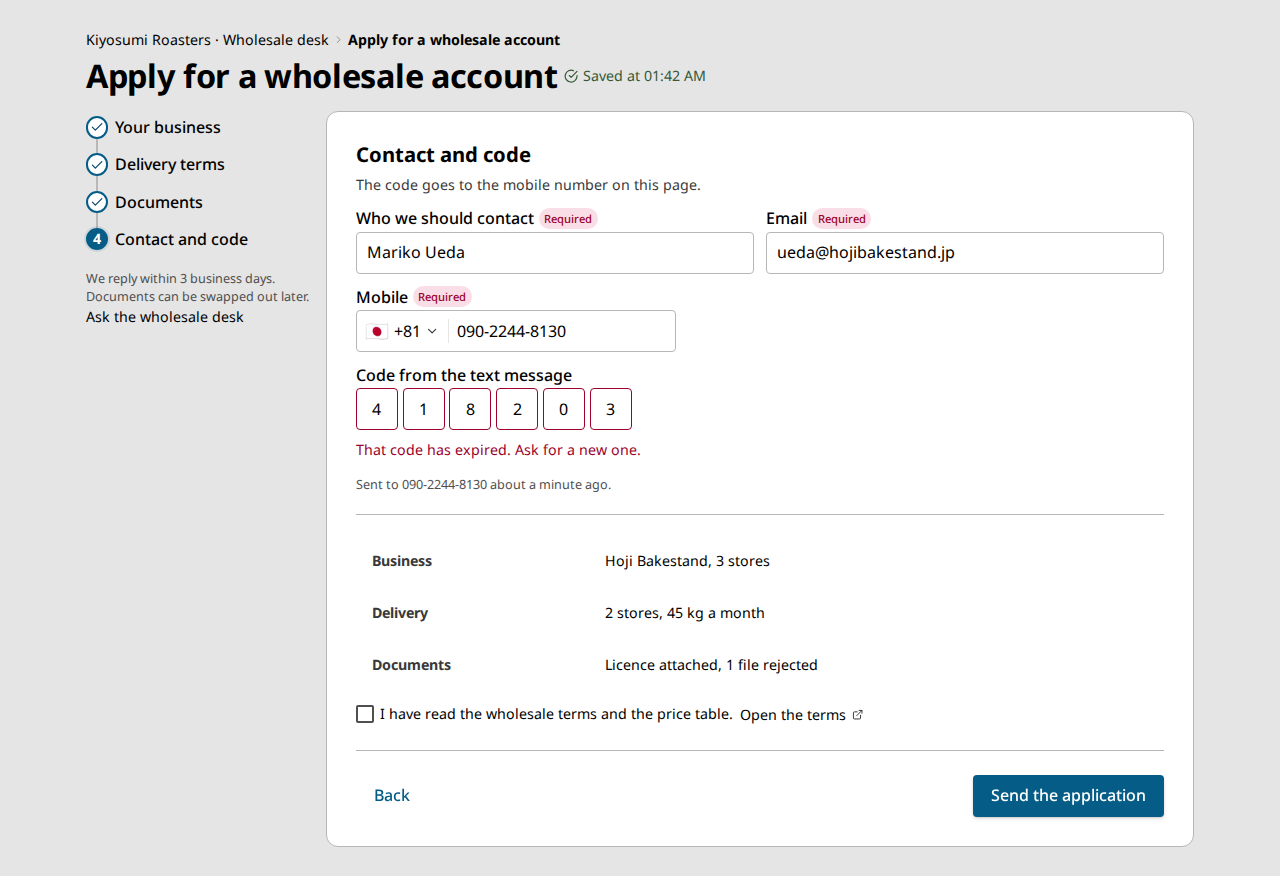 Kiyosumi Roasters · Wholesale desk › Apply for a wholesale account
Apply for a wholesale account Saved at 01:42 AM
Your business
Delivery terms
Documents
4 Contact and code
We reply within 3 business days.
Documents can be swapped out later.
Ask the wholesale desk
Contact and code
The code goes to the mobile number on this page.
Who we should contact Required
Mariko Ueda
Email Required
ueda@hojibakestand.jp
Mobile Required
+81 090-2244-8130
Code from the text message
4 1 8 2 0 3
That code has expired. Ask for a new one.
Sent to 090-2244-8130 about a minute ago.
Business Hoji Bakestand, 3 stores
Delivery 2 stores, 45 kg a month
Documents Licence attached, 1 file rejected
I have read the wholesale terms and the price table. Open the terms
Back Send the application